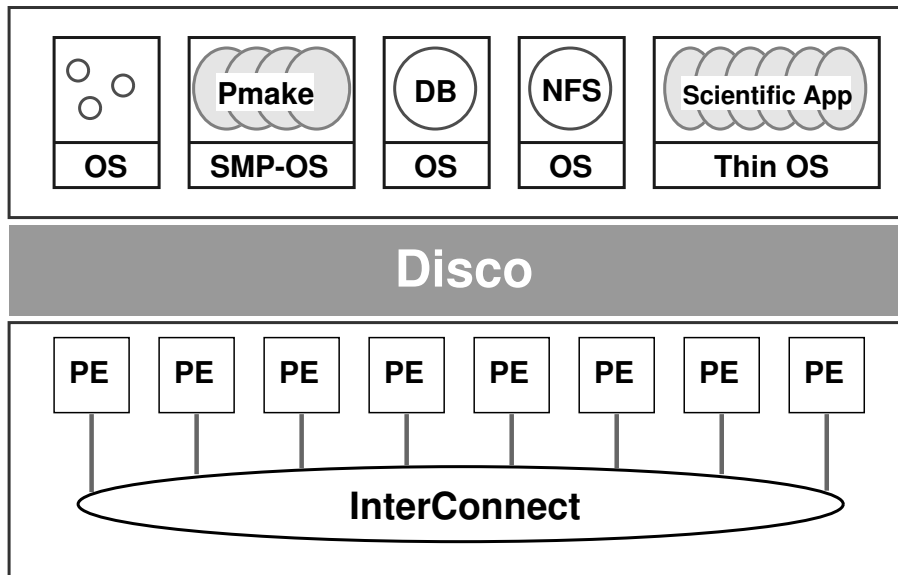 Pmake
DB
NFS
Scientific App
OS
SMP-OS
OS
OS
Thin OS
Disco
PE PE PE PE PE PE PE PE
InterConnect